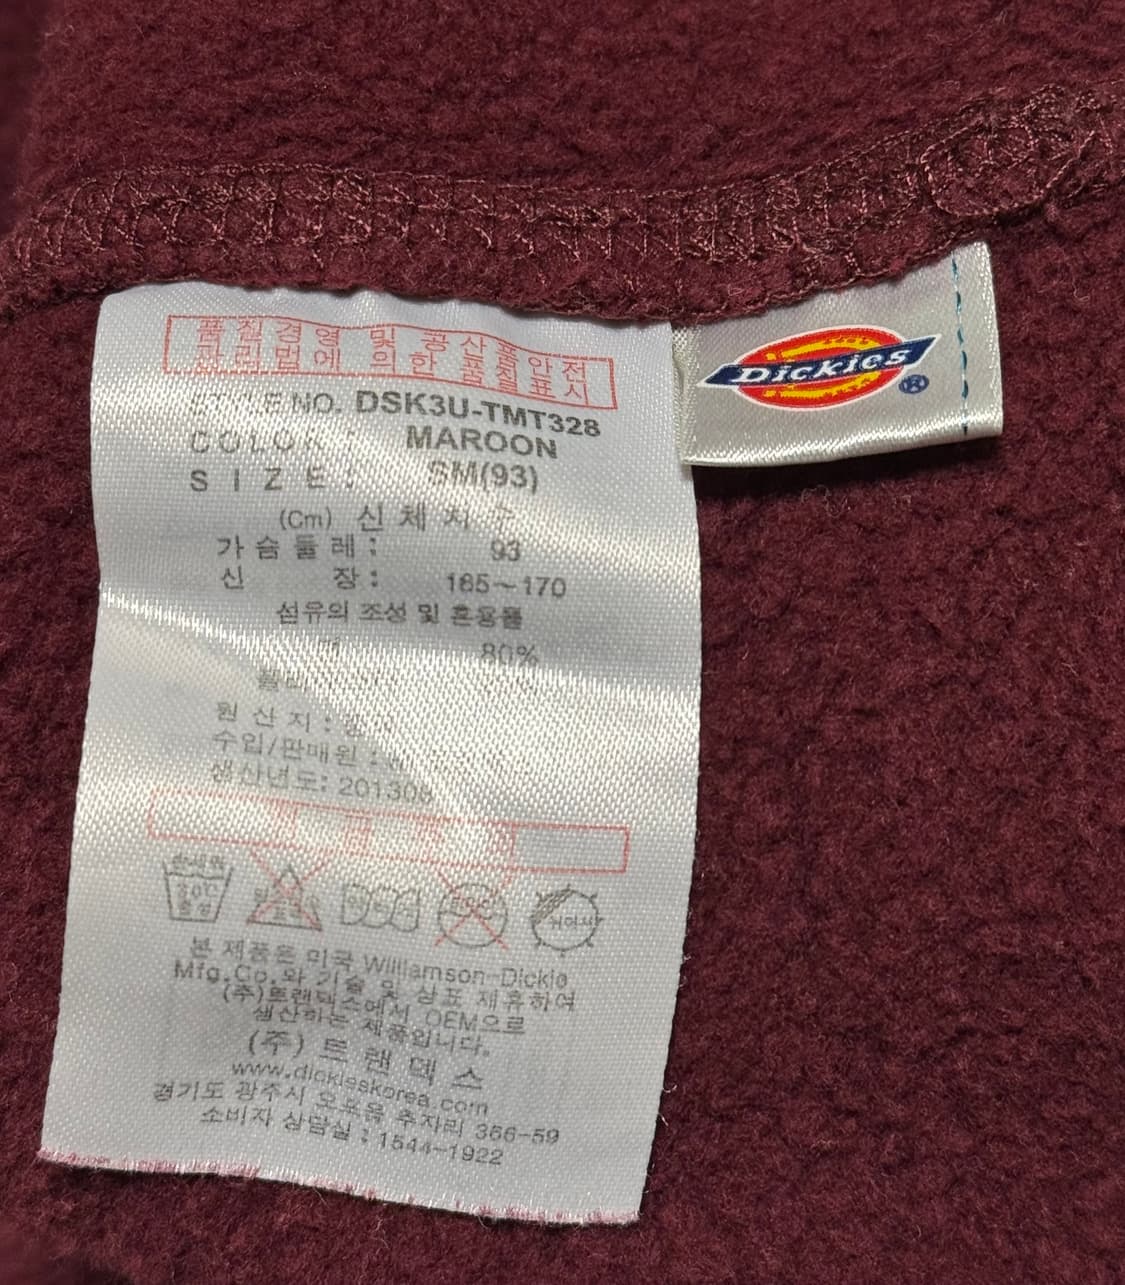 품질경영 및 공산품안전
관리법에 의한 품질표시
STYLE NO. DSK3U-TMT328
COLOR : MAROON
SIZE : SM(93)
(Cm) 신체치수
가슴둘레 : 93
신 장 : 165~170
섬유의 조성 및 혼용률
80%
원산지 :
수입/판매원 :
생산년도:
손세탁
30℃
중성
본 제품은 미국 Williamson-Dickie
Mfg.Co.와 기술 및 상표 제휴하여
(주)트랜덱스에서 OEM으로
생산하는 제품입니다.
(주) 트랜덱스
www.dickieskorea.com
경기도 광주시 오포읍 추자리 366-59
소비자 상담실 : 1544-1922
Dickies®